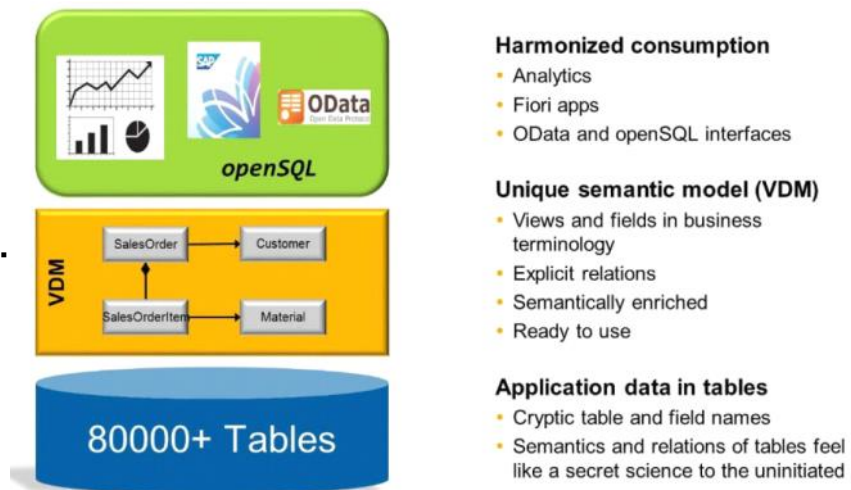 SAP
OData
Open Data Protocol
openSQL
VDM
SalesOrder
Customer
SalesOrderItem
Material
80000+ Tables
Harmonized consumption
• Analytics
• Fiori apps
• OData and openSQL interfaces
Unique semantic model (VDM)
• Views and fields in business
terminology
• Explicit relations
• Semantically enriched
• Ready to use
Application data in tables
• Cryptic table and field names
• Semantics and relations of tables feel
like a secret science to the uninitiated